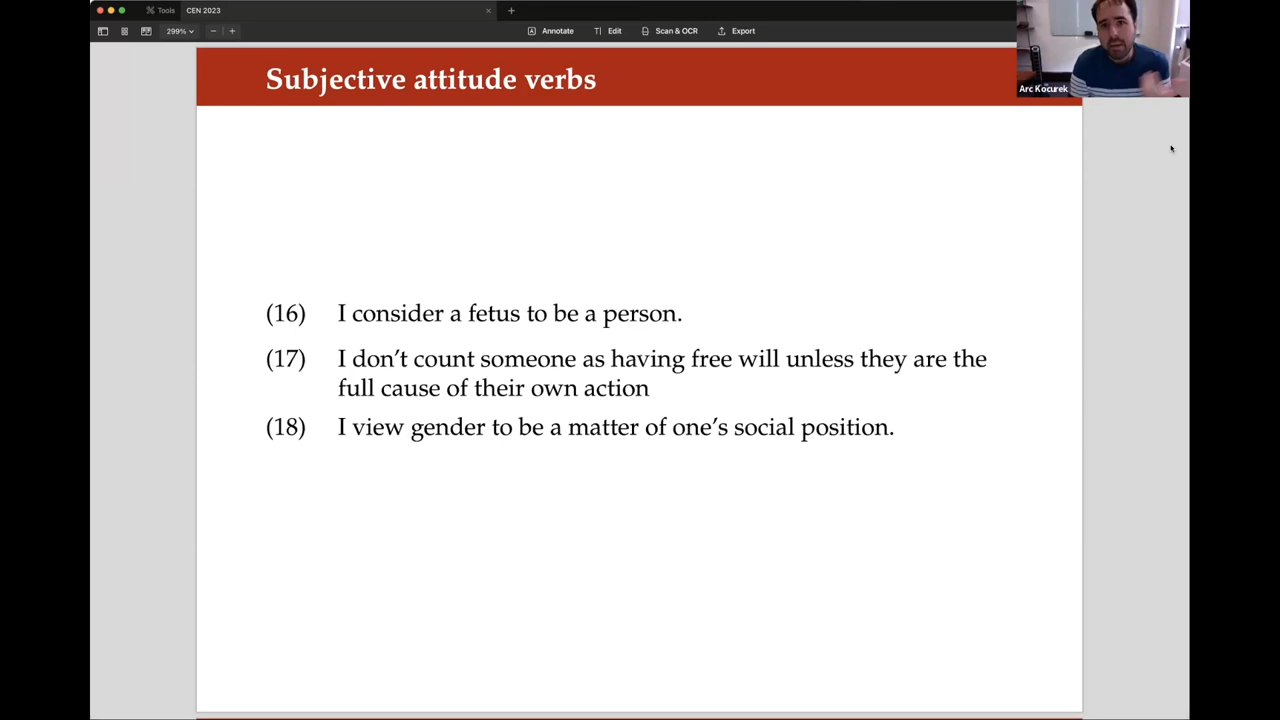 Tools
CEN 2023
299%
Annotate
Edit
Scan & OCR
Export
Arc Kocurek
Subjective attitude verbs
(16) I consider a fetus to be a person.
(17) I don't count someone as having free will unless they are the
full cause of their own action
(18) I view gender to be a matter of one's social position.